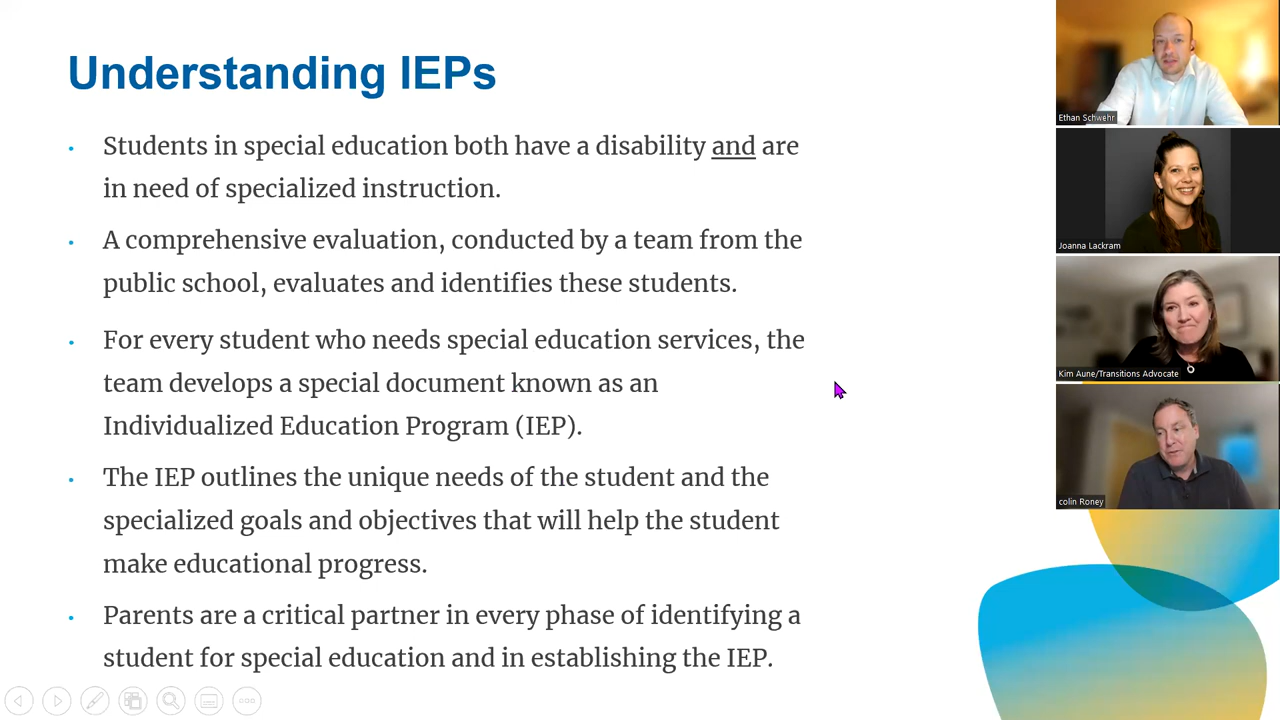 Understanding IEPs
• Students in special education both have a disability and are
in need of specialized instruction.
• A comprehensive evaluation, conducted by a team from the
public school, evaluates and identifies these students.
• For every student who needs special education services, the
team develops a special document known as an
Individualized Education Program (IEP).
• The IEP outlines the unique needs of the student and the
specialized goals and objectives that will help the student
make educational progress.
• Parents are a critical partner in every phase of identifying a
student for special education and in establishing the IEP.
Ethan Schwehr
Joanna Lackram
Kim Aune/Transitions Advocate
colin Roney